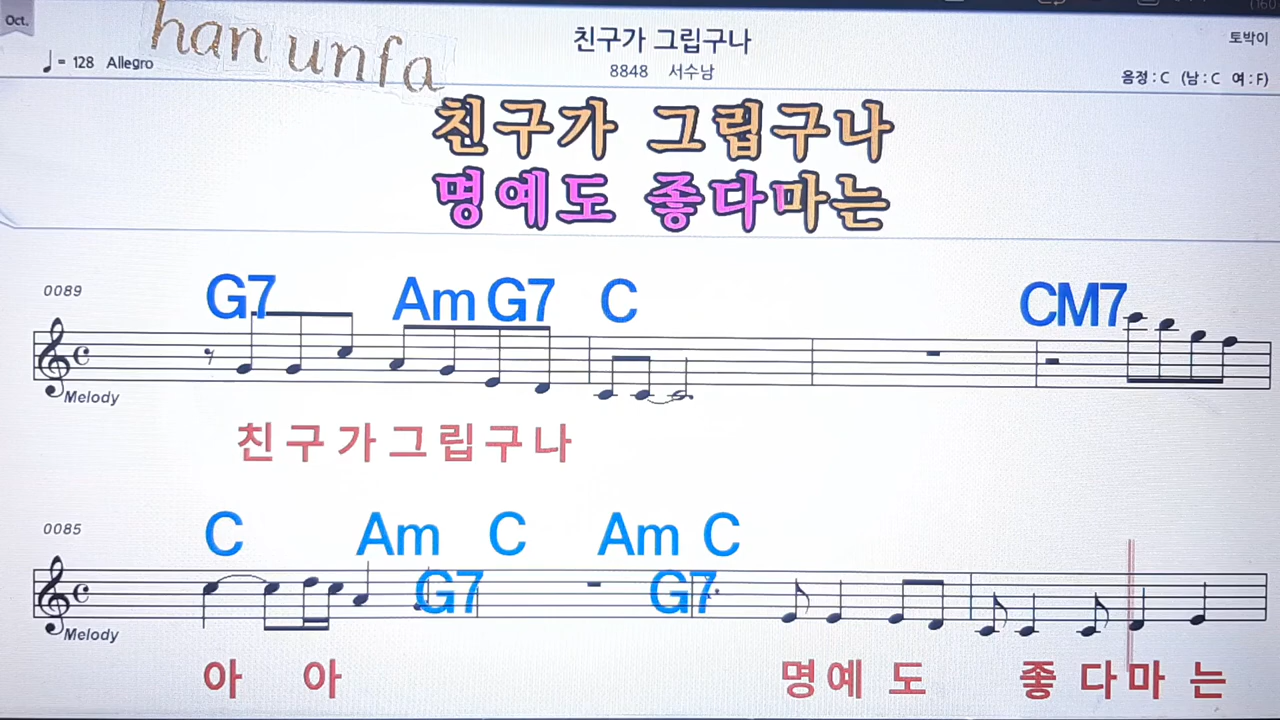 Oct.
han unfa
친구가 그립구나
토박이
♩= 128 Allegro
8848 서수남
음정 : C (남 : C 여 : F)
친구가 그립구나
명예도 좋다마는
0089
G7 Am G7 C CM7
Melody
친 구 가 그 립 구 나
0085
C Am C Am C
G7 G7
Melody
아 아 명 예 도 좋 다 마 는